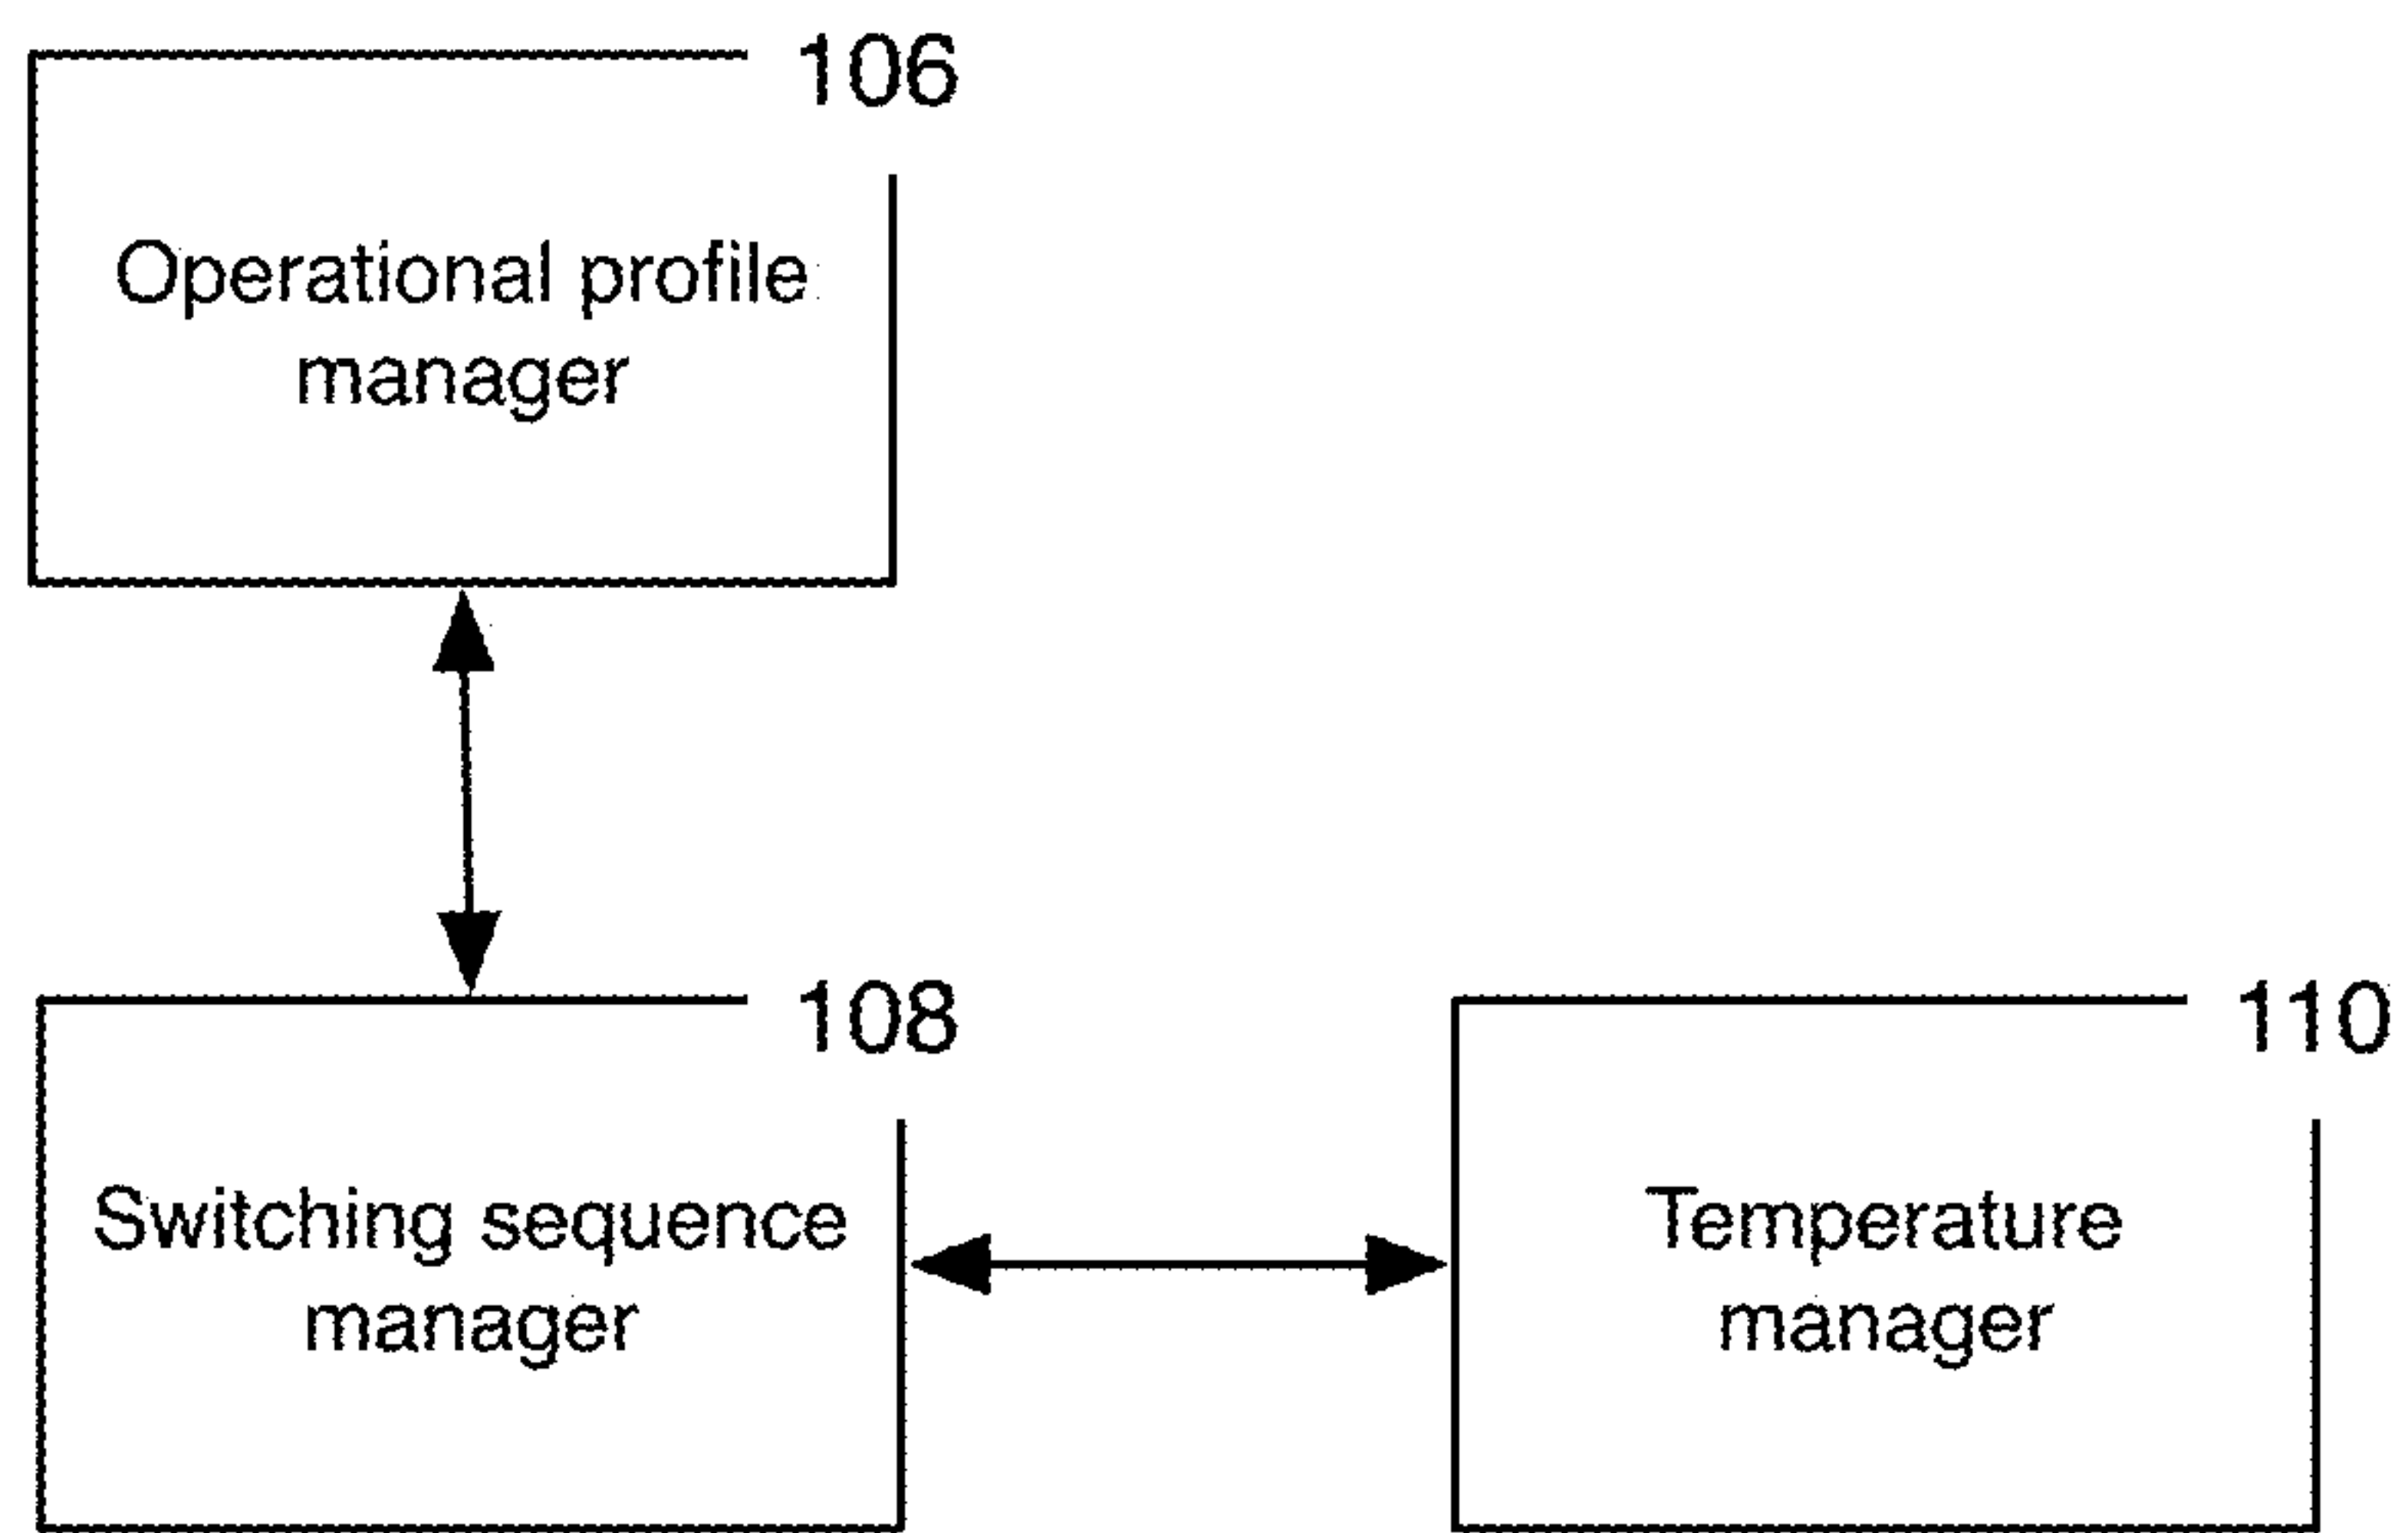 106
Operational profile
manager
108
Switching sequence
manager
110
Temperature
manager